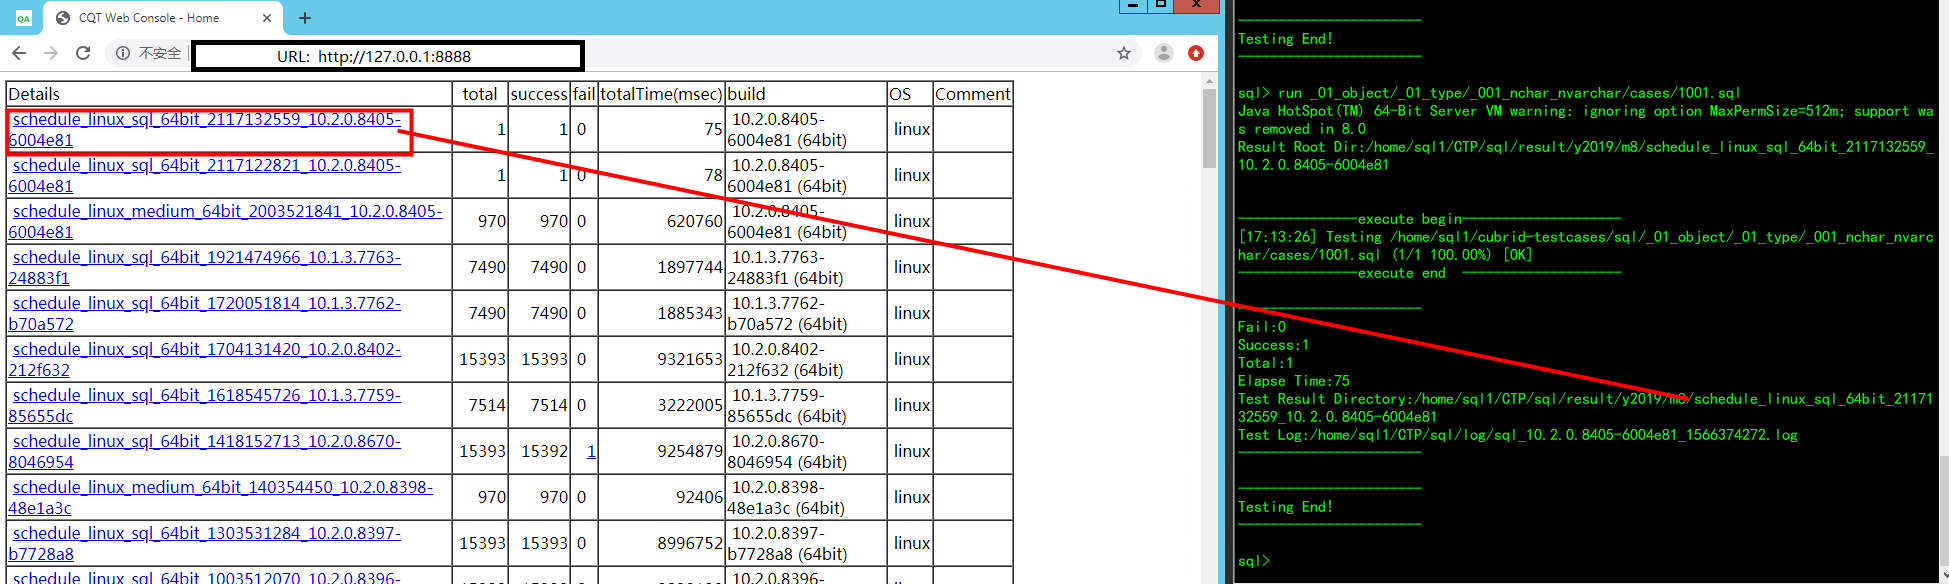 QA
CQT Web Console - Home
不安全
URL: http://127.0.0.1:8888
Details total success fail totalTime(msec) build OS Comment
schedule_linux_sql_64bit_2117132559_10.2.0.8405-
6004e81
1 1 0 75 10.2.0.8405-
6004e81 (64bit) linux
schedule_linux_sql_64bit_2117122821_10.2.0.8405-
6004e81
1 1 0 78 10.2.0.8405-
6004e81 (64bit) linux
schedule_linux_medium_64bit_2003521841_10.2.0.8405-
6004e81
970 970 0 620760 10.2.0.8405-
6004e81 (64bit) linux
schedule_linux_sql_64bit_1921474966_10.1.3.7763-
24883f1
7490 7490 0 1897744 10.1.3.7763-
24883f1 (64bit) linux
schedule_linux_sql_64bit_1720051814_10.1.3.7762-
b70a572
7490 7490 0 1885343 10.1.3.7762-
b70a572 (64bit) linux
schedule_linux_sql_64bit_1704131420_10.2.0.8402-
212f632
15393 15393 0 9321653 10.2.0.8402-
212f632 (64bit) linux
schedule_linux_sql_64bit_1618545726_10.1.3.7759-
85655dc
7514 7514 0 3222005 10.1.3.7759-
85655dc (64bit) linux
schedule_linux_sql_64bit_1418152713_10.2.0.8670-
8046954
15393 15392 1 9254879 10.2.0.8670-
8046954 (64bit) linux
schedule_linux_medium_64bit_140354450_10.2.0.8398-
48e1a3c
970 970 0 92406 10.2.0.8398-
48e1a3c (64bit) linux
schedule_linux_sql_64bit_1303531284_10.2.0.8397-
b7728a8
15393 15393 0 8996752 10.2.0.8397-
b7728a8 (64bit) linux
schedule_linux_sql_64bit_1003512070_10.2.0.8396-
10.2.0.8396-
-----------------------
Testing End!
-----------------------
sql> run _01_object/_01_type/_001_nchar_nvarchar/cases/1001.sql
Java HotSpot(TM) 64-Bit Server VM warning: ignoring option MaxPermSize=512m; support wa
s removed in 8.0
Result Root Dir:/home/sql1/CTP/sql/result/y2019/m8/schedule_linux_sql_64bit_2117132559_
10.2.0.8405-6004e81
---------------execute begin--------------------
[17:13:26] Testing /home/sql1/cubrid-testcases/sql/_01_object/_01_type/_001_nchar_nvarc
har/cases/1001.sql (1/1 100.00%) [OK]
---------------execute end  --------------------
-----------------------
Fail:0
Success:1
Total:1
Elapse Time:75
Test Result Directory:/home/sql1/CTP/sql/result/y2019/m8/schedule_linux_sql_64bit_2117
132559_10.2.0.8405-6004e81
Test Log:/home/sql1/CTP/sql/log/sql_10.2.0.8405-6004e81_1566374272.log
-----------------------
-----------------------
Testing End!
-----------------------
sql>